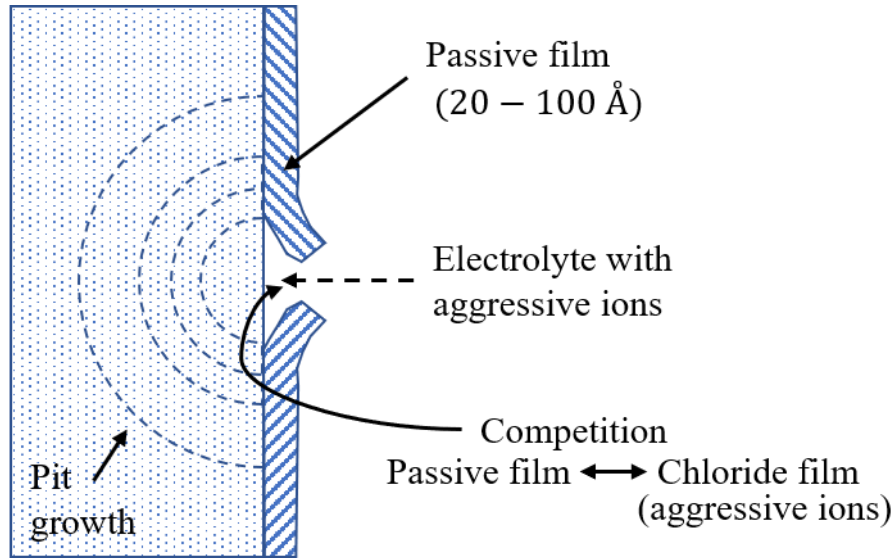 Passive film
(20 − 100 Å)
Electrolyte with
aggressive ions
Competition
Passive film Chloride film
(aggressive ions)
Pit
growth